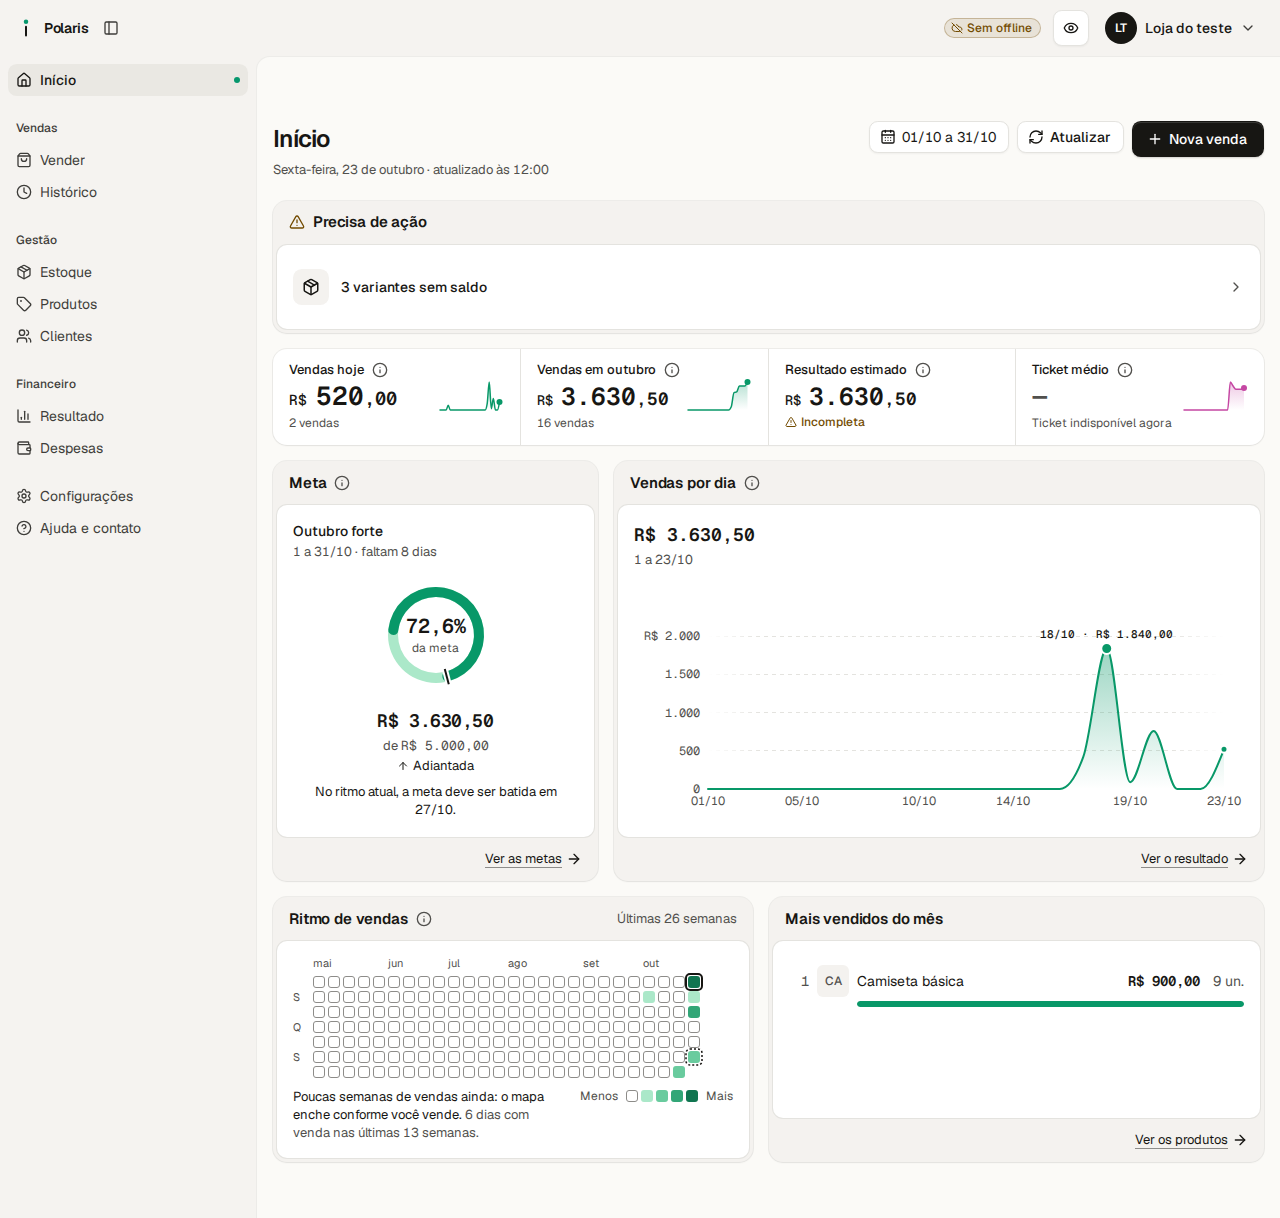 Polaris
Sem offline
LT
Loja do teste
Início
Vendas
Vender
Histórico
Gestão
Estoque
Produtos
Clientes
Financeiro
Resultado
Despesas
Configurações
Ajuda e contato
Início
Sexta-feira, 23 de outubro · atualizado às 12:00
01/10 a 31/10
Atualizar
Nova venda
Precisa de ação
3 variantes sem saldo
Vendas hoje
R$ 520,00
2 vendas
Vendas em outubro
R$ 3.630,50
16 vendas
Resultado estimado
R$ 3.630,50
Incompleta
Ticket médio
—
Ticket indisponível agora
Meta
Outubro forte
1 a 31/10 · faltam 8 dias
72,6%
da meta
R$ 3.630,50
de R$ 5.000,00
Adiantada
No ritmo atual, a meta deve ser batida em
27/10.
Ver as metas
Vendas por dia
R$ 3.630,50
1 a 23/10
18/10 · R$ 1.840,00
R$ 2.000
1.500
1.000
500
0
01/10 05/10 10/10 14/10 19/10 23/10
Ver o resultado
Ritmo de vendas
Últimas 26 semanas
mai jun jul ago set out
S
Q
S
Poucas semanas de vendas ainda: o mapa
enche conforme você vende. 6 dias com
venda nas últimas 13 semanas.
Menos
Mais
Mais vendidos do mês
1 CA Camiseta básica R$ 900,00 9 un.
Ver os produtos